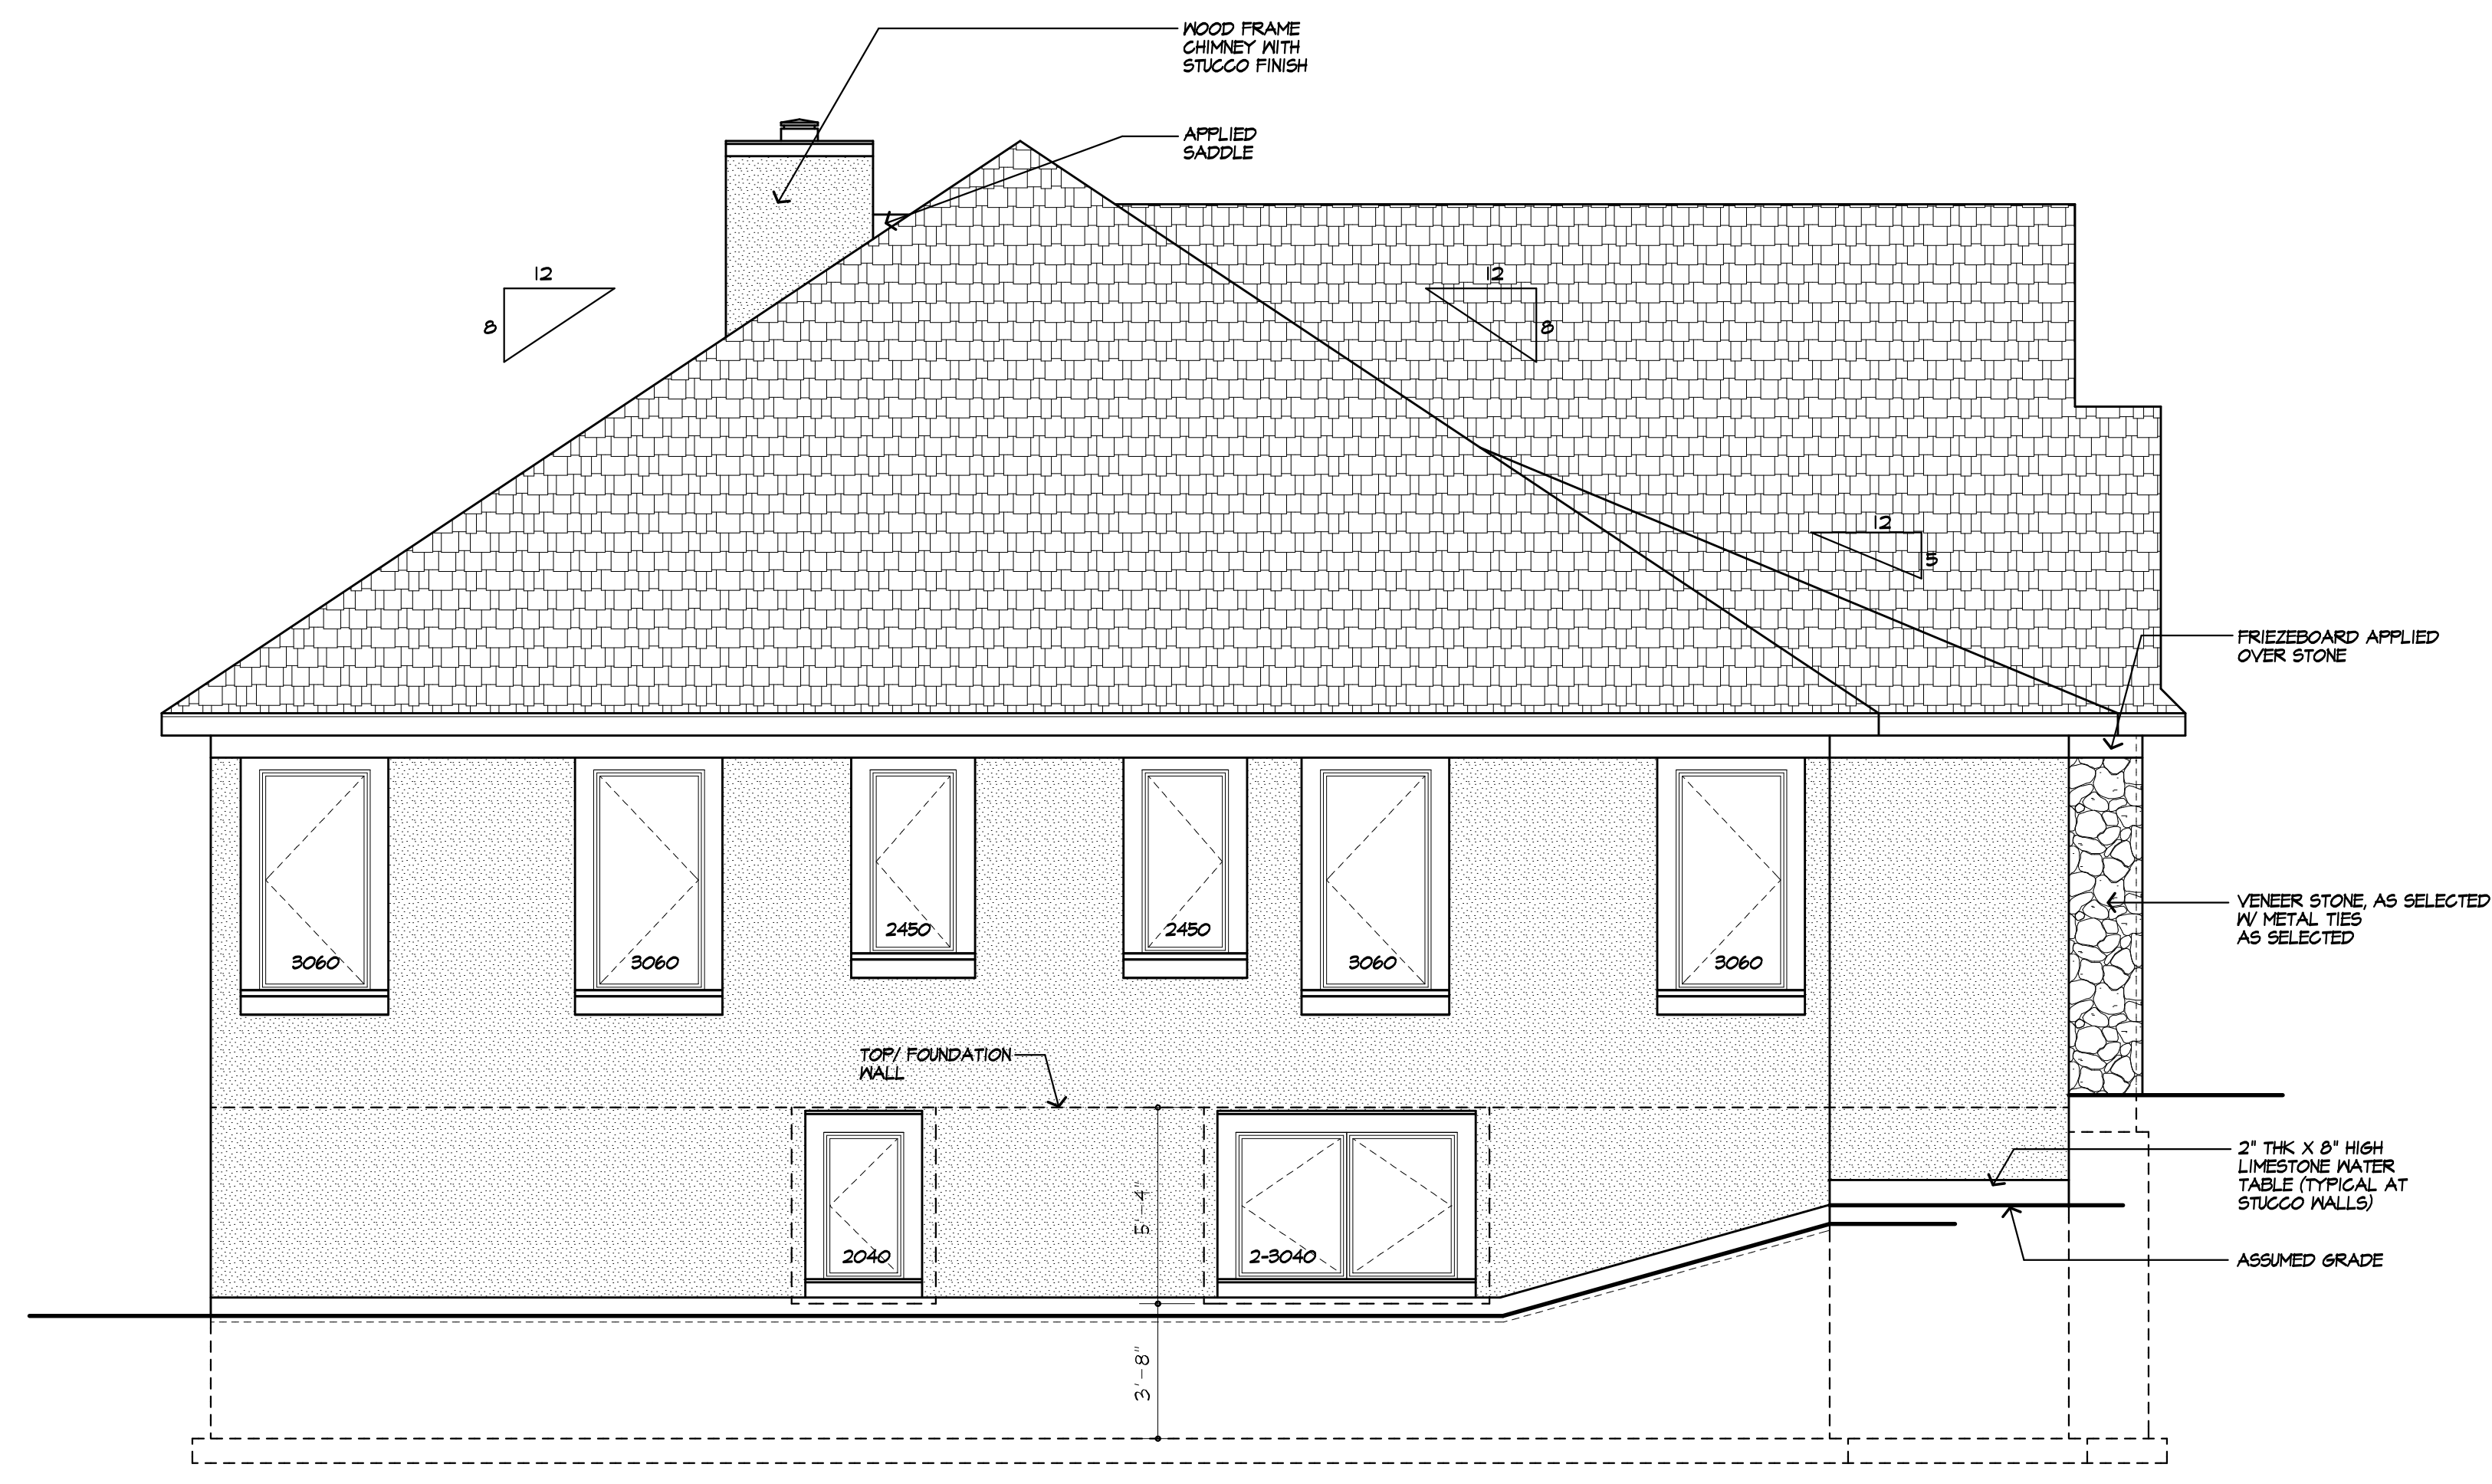 WOOD FRAME
CHIMNEY WITH
STUCCO FINISH
APPLIED
SADDLE
12
8
12
8
12
5
FRIEZEBOARD APPLIED
OVER STONE
VENEER STONE, AS SELECTED
W/ METAL TIES
AS SELECTED
3060
3060
2450
2450
3060
3060
TOP/ FOUNDATION
WALL
2" THK X 8" HIGH
LIMESTONE WATER
TABLE (TYPICAL AT
STUCCO WALLS)
5'-4"
2040
2-3040
ASSUMED GRADE
3'-8"